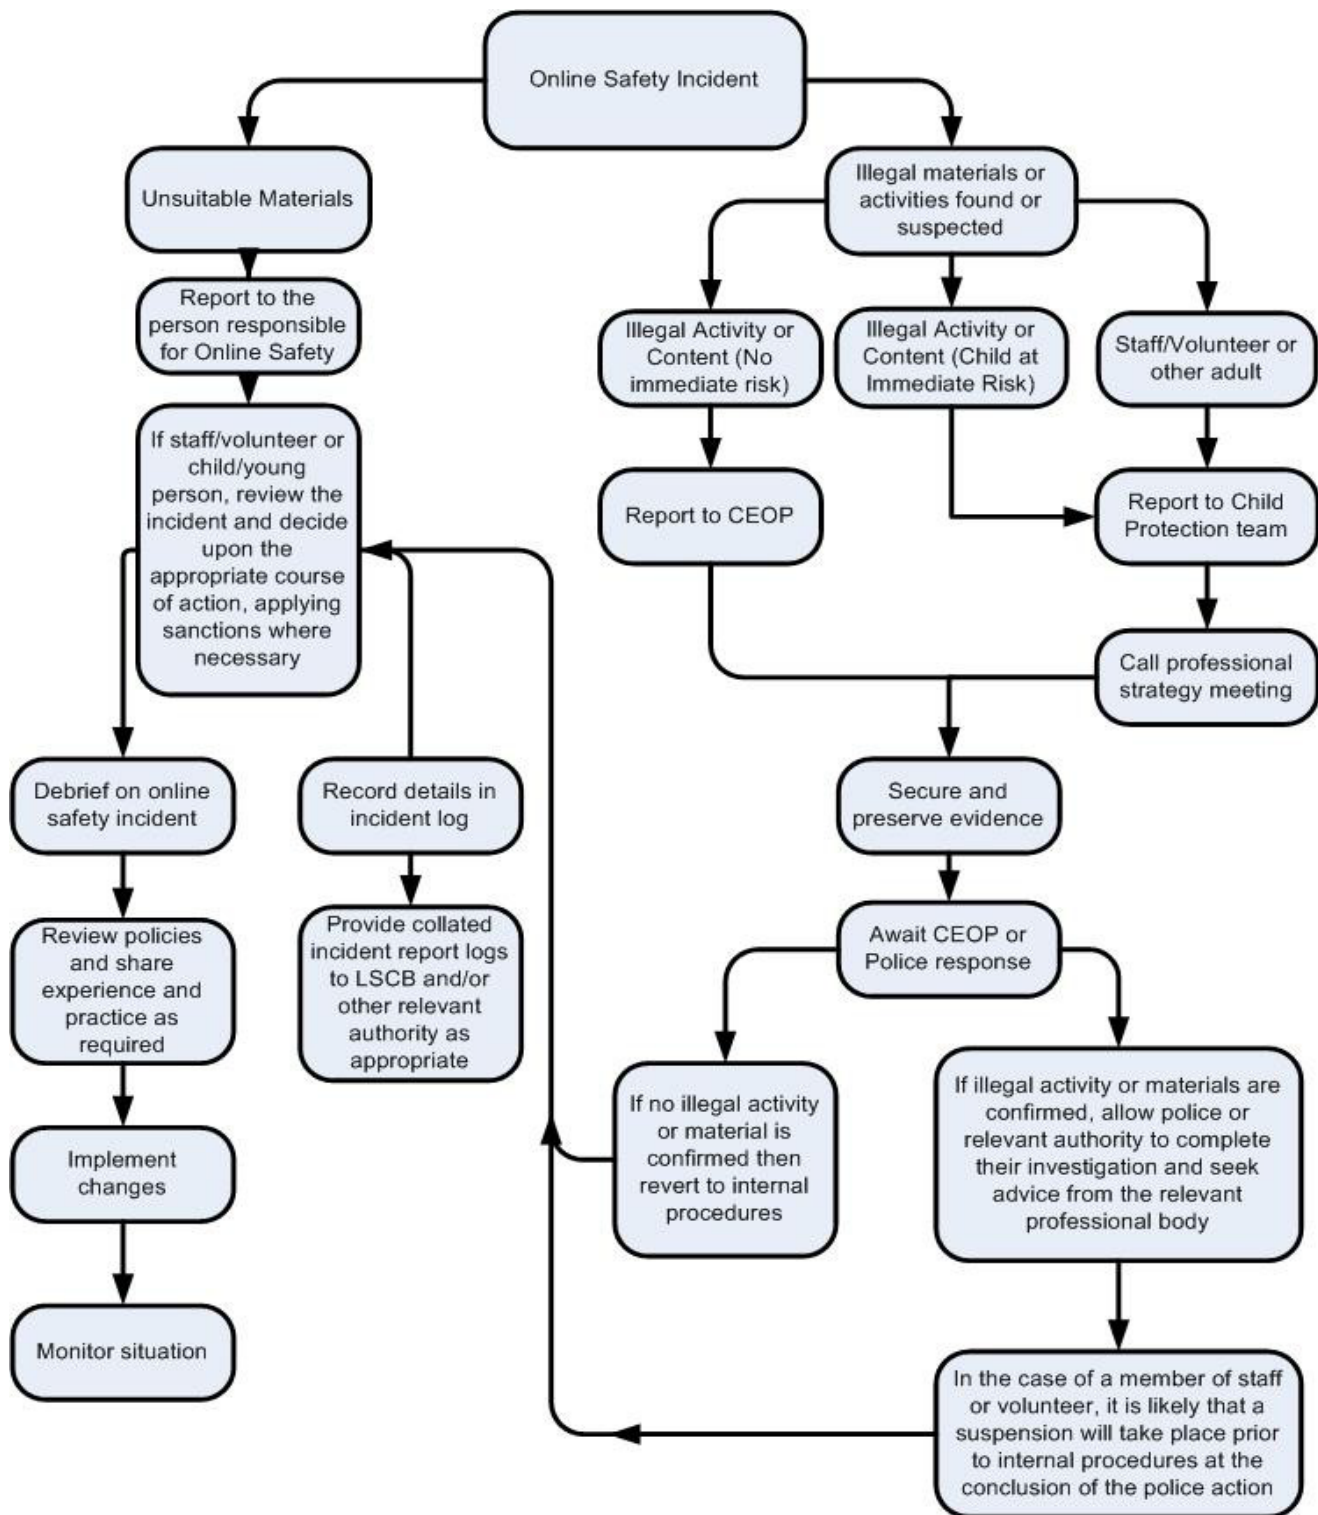 Online Safety Incident
Unsuitable Materials
Illegal materials or
activities found or
suspected
Report to the
person responsible
for Online Safety
Illegal Activity or
Content (No
immediate risk)
Illegal Activity or
Content (Child at
Immediate Risk)
Staff/Volunteer or
other adult
If staff/volunteer or
child/young
person, review the
incident and decide
upon the
appropriate course
of action, applying
sanctions where
necessary
Report to CEOP
Report to Child
Protection team
Call professional
strategy meeting
Debrief on online
safety incident
Record details in
incident log
Secure and
preserve evidence
Review policies
and share
experience and
practice as
required
Provide collated
incident report logs
to LSCB and/or
other relevant
authority as
appropriate
Await CEOP or
Police response
If no illegal activity
or material is
confirmed then
revert to internal
procedures
If illegal activity or materials are
confirmed, allow police or
relevant authority to complete
their investigation and seek
advice from the relevant
professional body
Implement
changes
Monitor situation
In the case of a member of staff
or volunteer, it is likely that a
suspension will take place prior
to internal procedures at the
conclusion of the police action